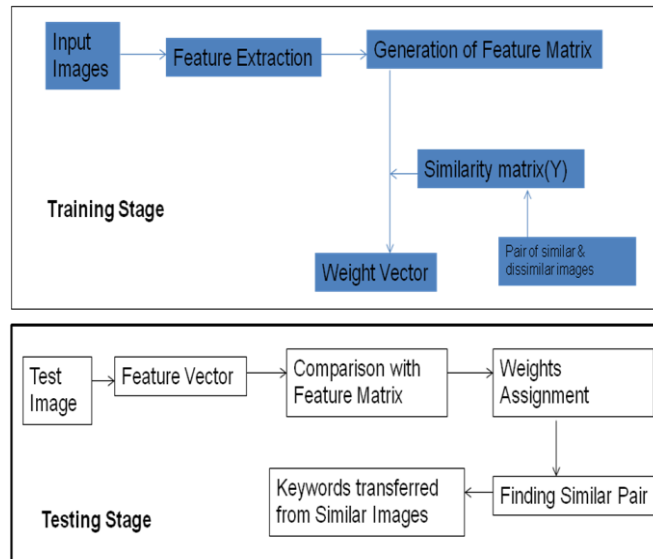 Input
Images
Feature Extraction
Generation of Feature Matrix
Similarity matrix(Y)
Training Stage
Pair of similar &
dissimilar images
Weight Vector
Test
Image
Feature Vector
Comparison with
Feature Matrix
Weights
Assignment
Finding Similar Pair
Keywords transferred
from Similar Images
Testing Stage